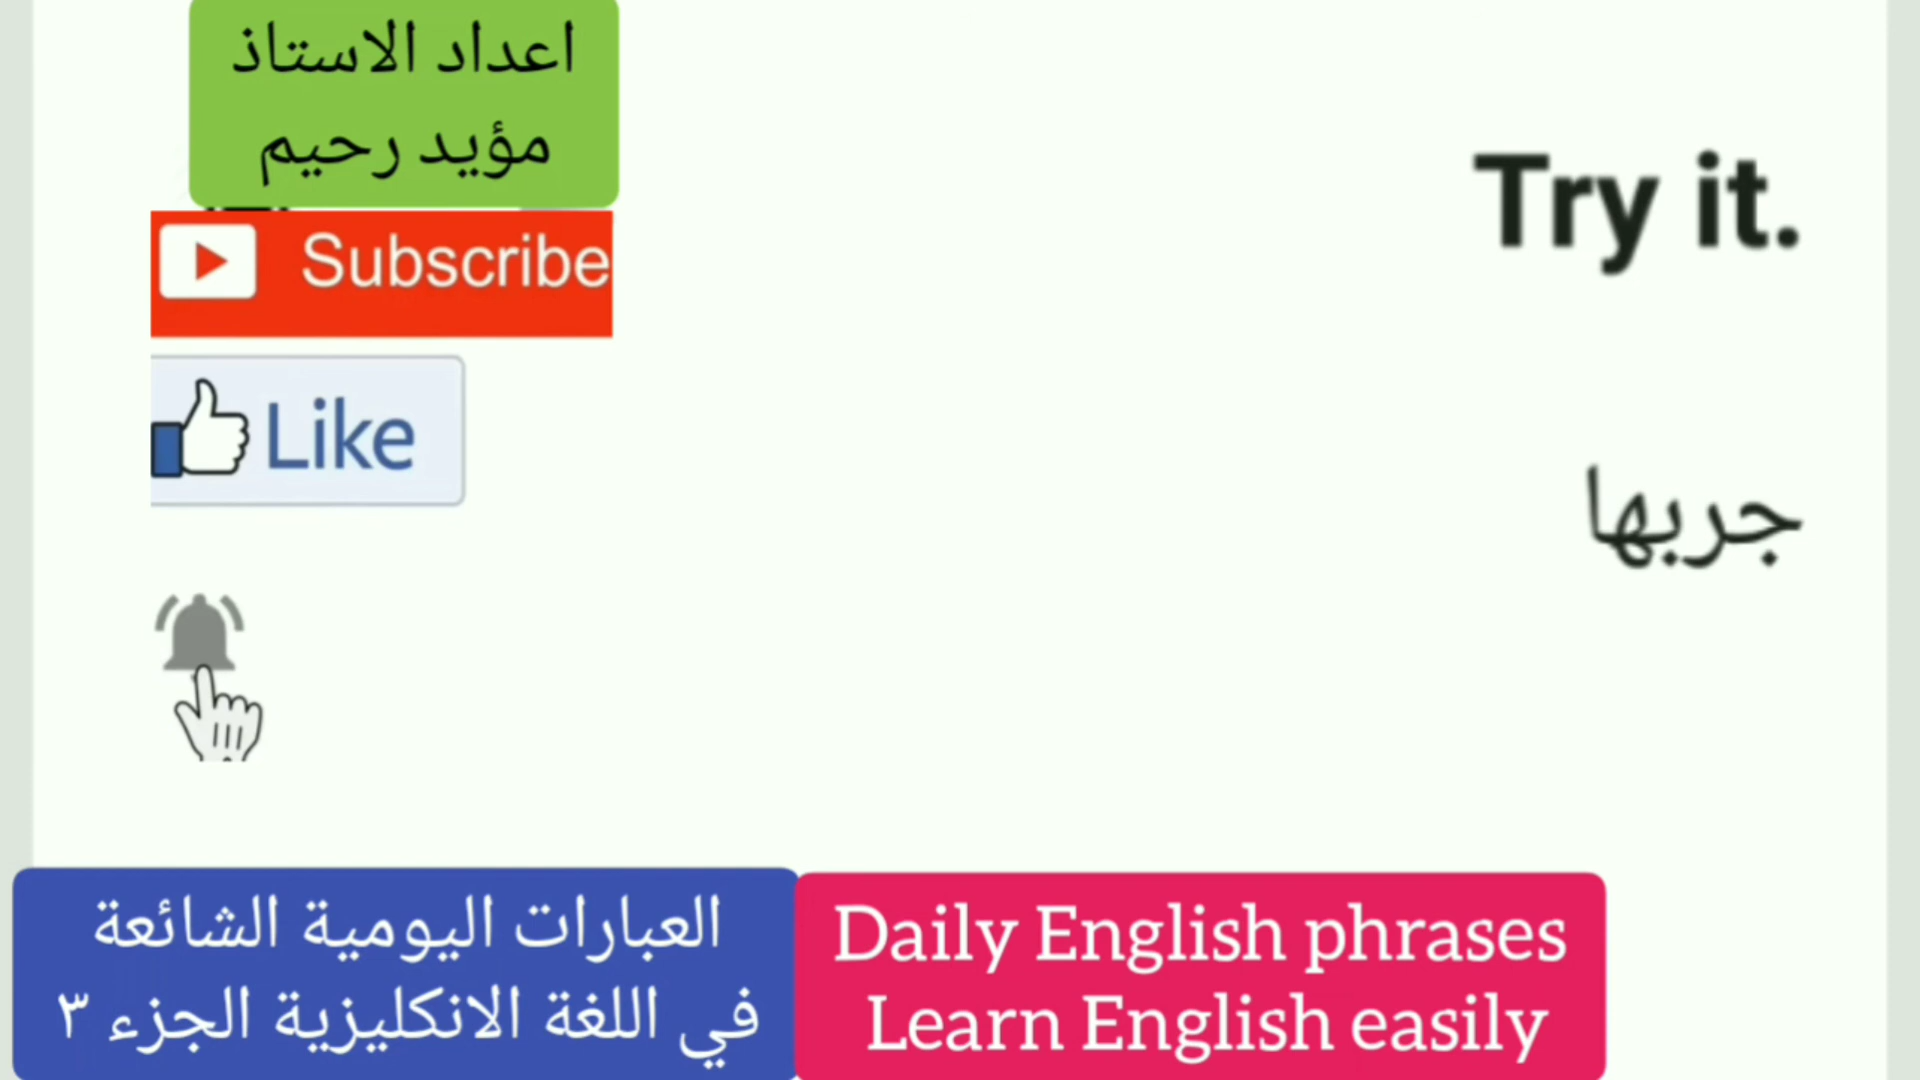 اعداد الاستاذ
مؤيد رحيم
Subscribe
Like
Try it.
جربها
العبارات اليومية الشائعة
في اللغة الانكليزية الجزء ٣
Daily English phrases
Learn English easily